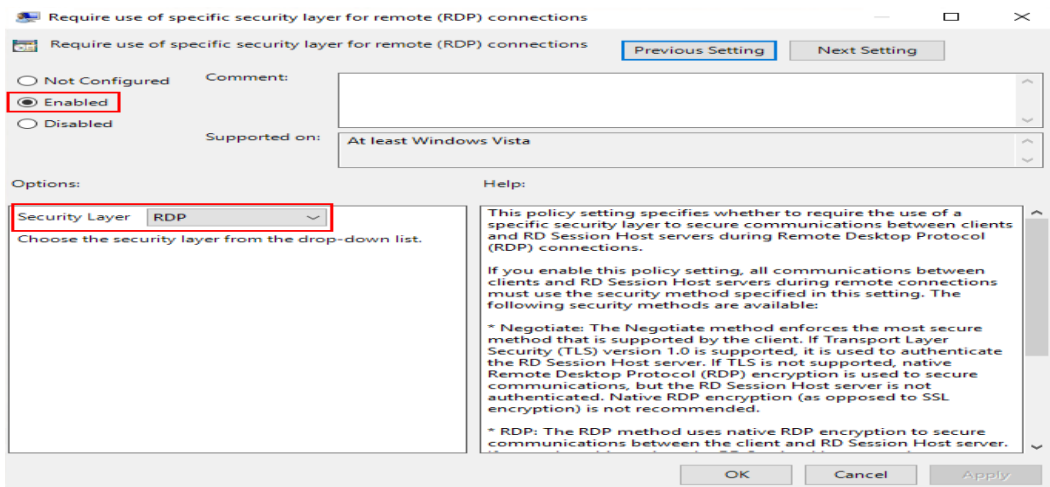 Require use of specific security layer for remote (RDP) connections
Require use of specific security layer for remote (RDP) connections
Previous Setting
Next Setting
Not Configured
Comment:
Enabled
Disabled
Supported on:
At least Windows Vista
Options:
Help:
Security Layer
RDP
Choose the security layer from the drop-down list.
This policy setting specifies whether to require the use of a
specific security layer to secure communications between clients
and RD Session Host servers during Remote Desktop Protocol
(RDP) connections.
If you enable this policy setting, all communications between
clients and RD Session Host servers during remote connections
must use the security method specified in this setting. The
following security methods are available:
* Negotiate: The Negotiate method enforces the most secure
method that is supported by the client. If Transport Layer
Security (TLS) version 1.0 is supported, it is used to authenticate
the RD Session Host server. If TLS is not supported, native
Remote Desktop Protocol (RDP) encryption is used to secure
communications, but the RD Session Host server is not
authenticated. Native RDP encryption (as opposed to SSL
encryption) is not recommended.
* RDP: The RDP method uses native RDP encryption to secure
communications between the client and RD Session Host server.
OK
Cancel
Apply